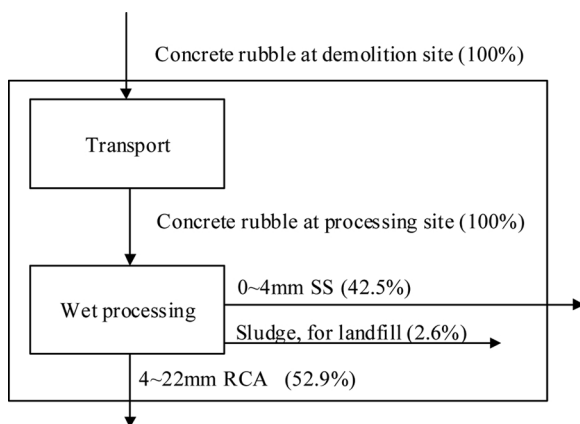 Concrete rubble at demolition site (100%)
Transport
Concrete rubble at processing site (100%)
0~4mm SS (42.5%)
Wet processing
Sludge, for landfill (2.6%)
4~22mm RCA (52.9%)